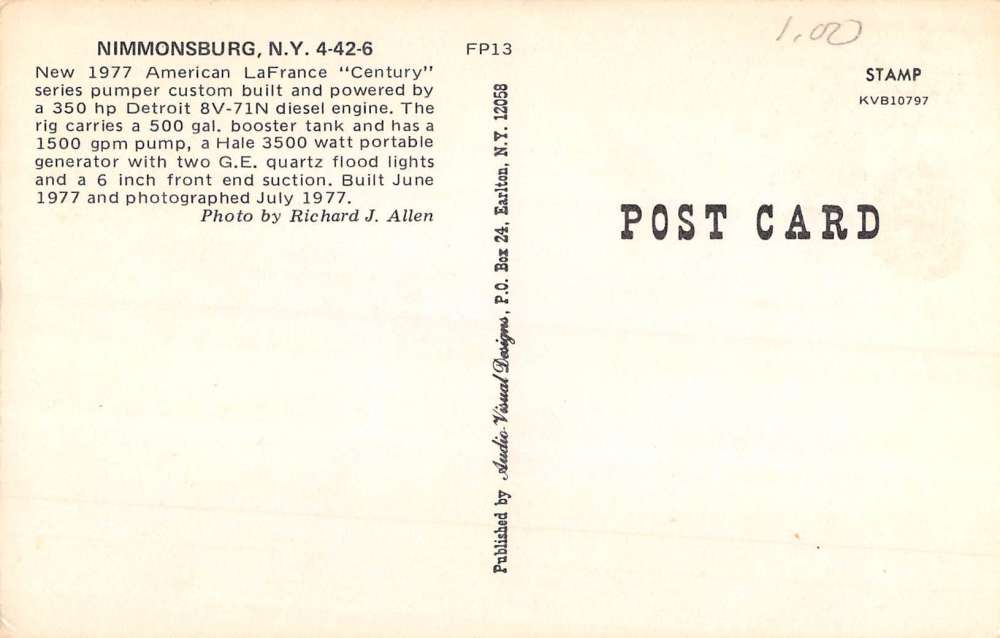 NIMMONSBURG, N.Y. 4-42-6
New 1977 American LaFrance "Century"
series pumper custom built and powered by
a 350 hp Detroit 8V-71N diesel engine. The
rig carries a 500 gal. booster tank and has a
1500 gpm pump, a Hale 3500 watt portable
generator with two G.E. quartz flood lights
and a 6 inch front end suction. Built June
1977 and photographed July 1977.
Photo by Richard J. Allen
FP13
Published by Audio-Visual Designs, P.O. Box 24, Earlton, N.Y. 12058
1.00
STAMP
KVB10797
POST CARD